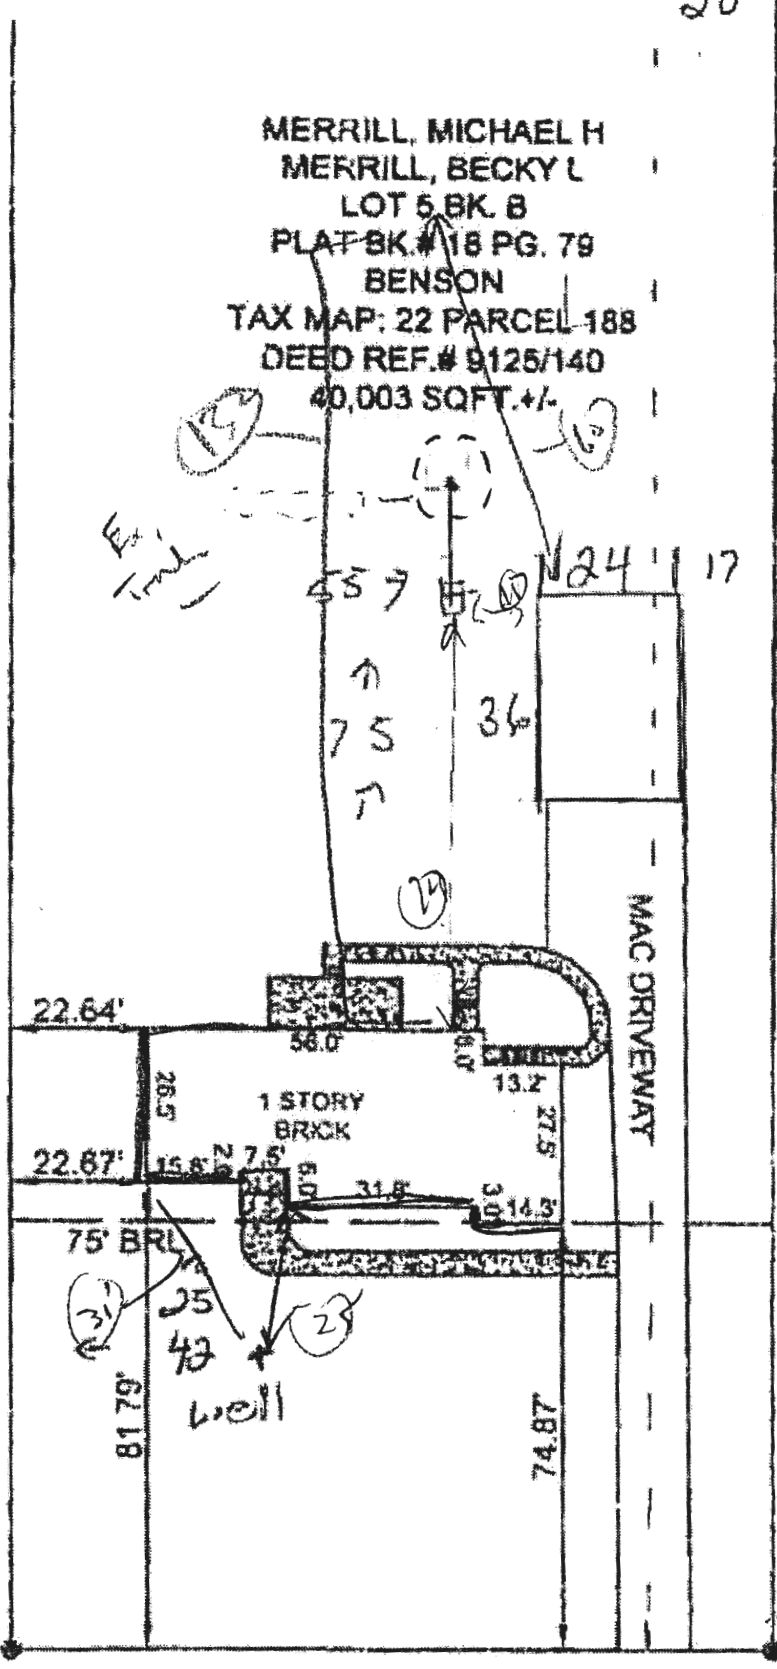 20
MERRILL, MICHAEL H
MERRILL, BECKY L
LOT 5 BK. B
PLAT BK.# 18 PG. 79
BENSON
TAX MAP: 22 PARCEL 188
DEED REF.# 9125/140
40,003 SQFT.+/-
24
17
75
36
MAC DRIVEWAY
22.64'
58.0'
8.0'
13.2'
26.5'
1 STORY
BRICK
27.5'
22.67'
15.8'
7.5'
6.0'
31.8'
3.0'
14.3'
75' BRL
31'
25
23
42
well
81.79'
74.87'